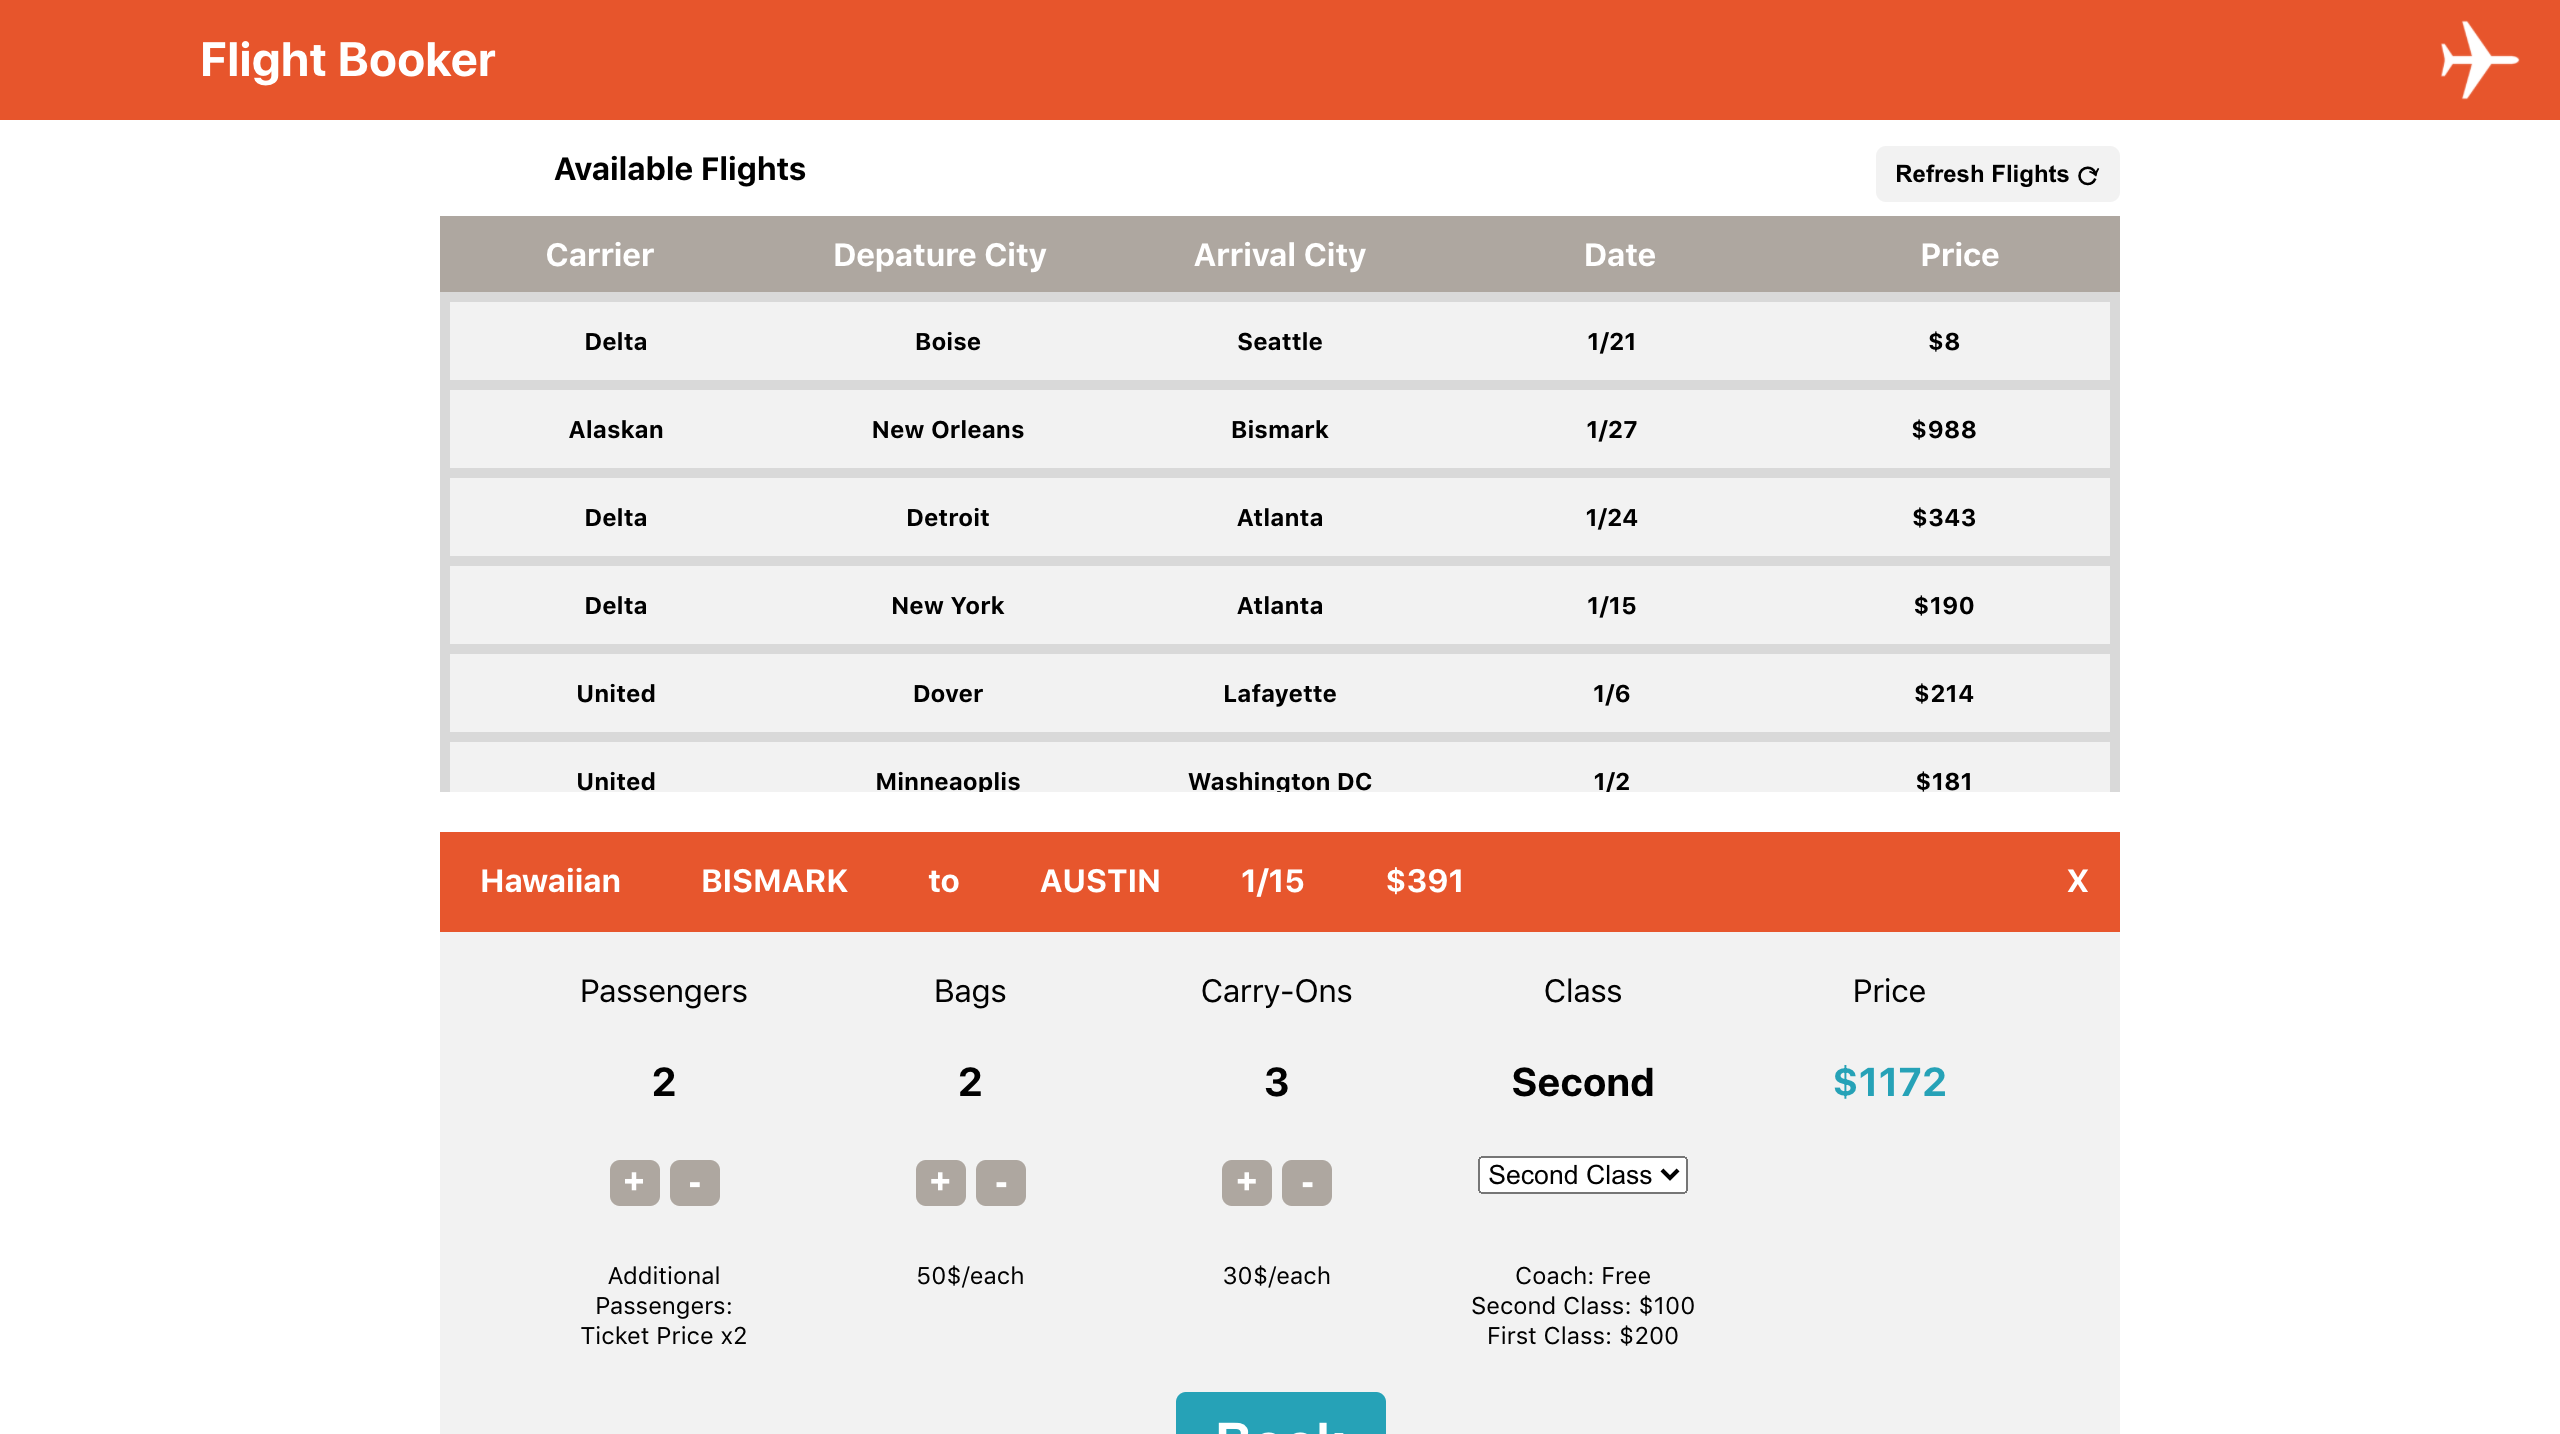 Flight Booker
Available Flights
Refresh Flights
Carrier Depature City Arrival City Date Price
Delta Boise Seattle 1/21 $8
Alaskan New Orleans Bismark 1/27 $988
Delta Detroit Atlanta 1/24 $343
Delta New York Atlanta 1/15 $190
United Dover Lafayette 1/6 $214
United Minneaoplis Washington DC 1/2 $181
Hawaiian BISMARK to AUSTIN 1/15 $391 X
Passengers Bags Carry-Ons Class Price
2 2 3 Second $1172
+ - + - + - Second Class
Additional 50$/each 30$/each Coach: Free
Passengers: Second Class: $100
Ticket Price x2 First Class: $200
Book